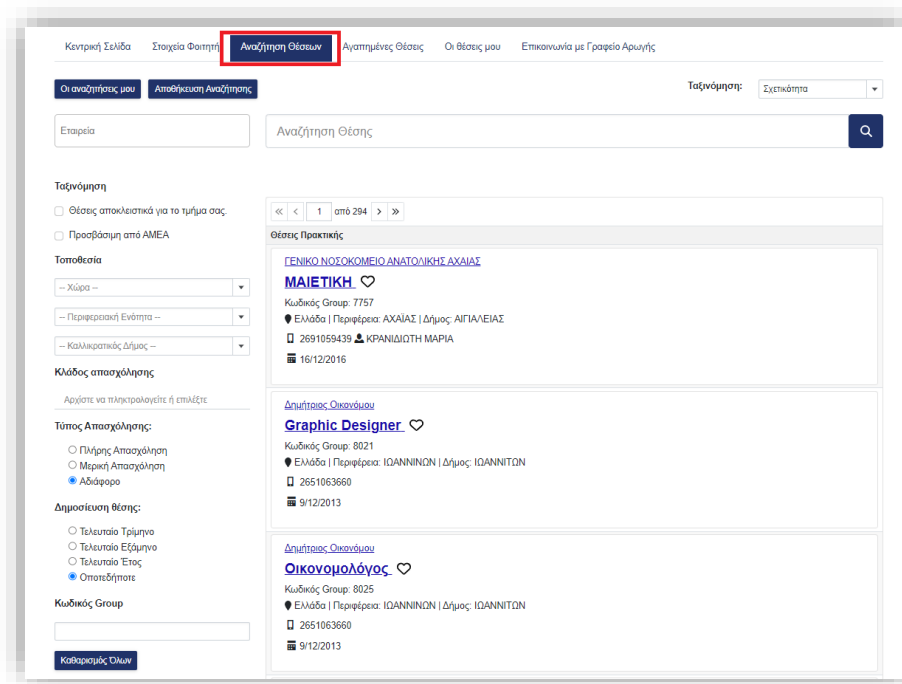 Κεντρική Σελίδα Στοιχεία Φοιτητή Αναζήτηση Θέσεων Αγαπημένες Θέσεις Οι θέσεις μου Επικοινωνία με Γραφείο Αρωγής
Οι αναζητήσεις μου Αποθήκευση Αναζήτησης Ταξινόμηση: Σχετικότητα
Εταιρεία Αναζήτηση Θέσης
Ταξινόμηση
Θέσεις αποκλειστικά για το τμήμα σας.
Προσβάσιμη από ΑΜΕΑ
Τοποθεσία
-- Χώρα --
-- Περιφερειακή Ενότητα --
-- Καλλικρατικός Δήμος --
Κλάδος απασχόλησης
Αρχίστε να πληκτρολογείτε ή επιλέξτε
Τύπος Απασχόλησης:
Πλήρης Απασχόληση
Μερική Απασχόληση
Αδιάφορο
Δημοσίευση θέσης:
Τελευταίο Τρίμηνο
Τελευταίο Εξάμηνο
Τελευταίο Έτος
Οποτεδήποτε
Κωδικός Group
Καθαρισμός Όλων
1 από 294
Θέσεις Πρακτικής
ΓΕΝΙΚΟ ΝΟΣΟΚΟΜΕΙΟ ΑΝΑΤΟΛΙΚΗΣ ΑΧΑΙΑΣ
ΜΑΙΕΤΙΚΗ
Κωδικός Group: 7757
Ελλάδα | Περιφέρεια: ΑΧΑΪΑΣ | Δήμος: ΑΙΓΙΑΛΕΙΑΣ
2691059439 ΚΡΑΝΙΔΙΩΤΗ ΜΑΡΙΑ
16/12/2016
Δημήτριος Οικονόμου
Graphic Designer
Κωδικός Group: 8021
Ελλάδα | Περιφέρεια: ΙΩΑΝΝΙΝΩΝ | Δήμος: ΙΩΑΝΝΙΤΩΝ
2651063660
9/12/2013
Δημήτριος Οικονόμου
Οικονομολόγος
Κωδικός Group: 8025
Ελλάδα | Περιφέρεια: ΙΩΑΝΝΙΝΩΝ | Δήμος: ΙΩΑΝΝΙΤΩΝ
2651063660
9/12/2013